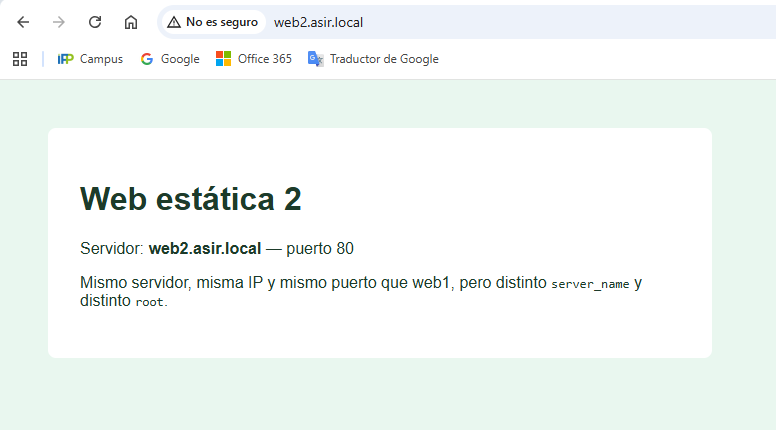 No es seguro web2.asir.local
iFP Campus Google Office 365 Traductor de Google
Web estática 2
Servidor: web2.asir.local — puerto 80
Mismo servidor, misma IP y mismo puerto que web1, pero distinto server_name y
distinto root.